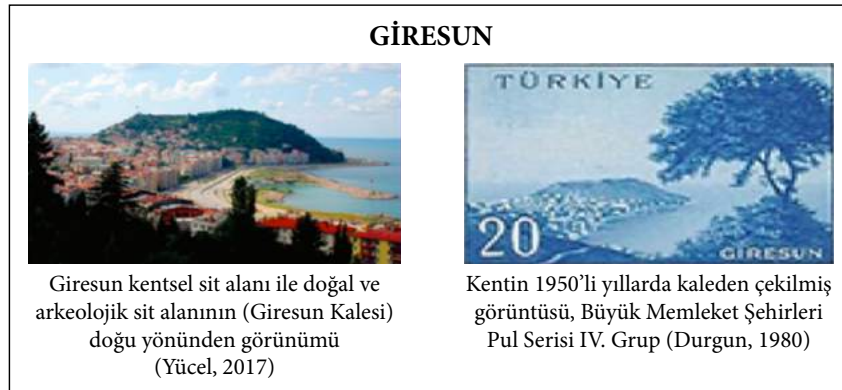 GİRESUN
TÜRKİYE
20
GİRESUN
Giresun kentsel sit alanı ile doğal ve
arkeolojik sit alanının (Giresun Kalesi)
doğu yönünden görünümü
(Yücel, 2017)
Kentin 1950’li yıllarda kaleden çekilmiş
görüntüsü, Büyük Memleket Şehirleri
Pul Serisi IV. Grup (Durgun, 1980)